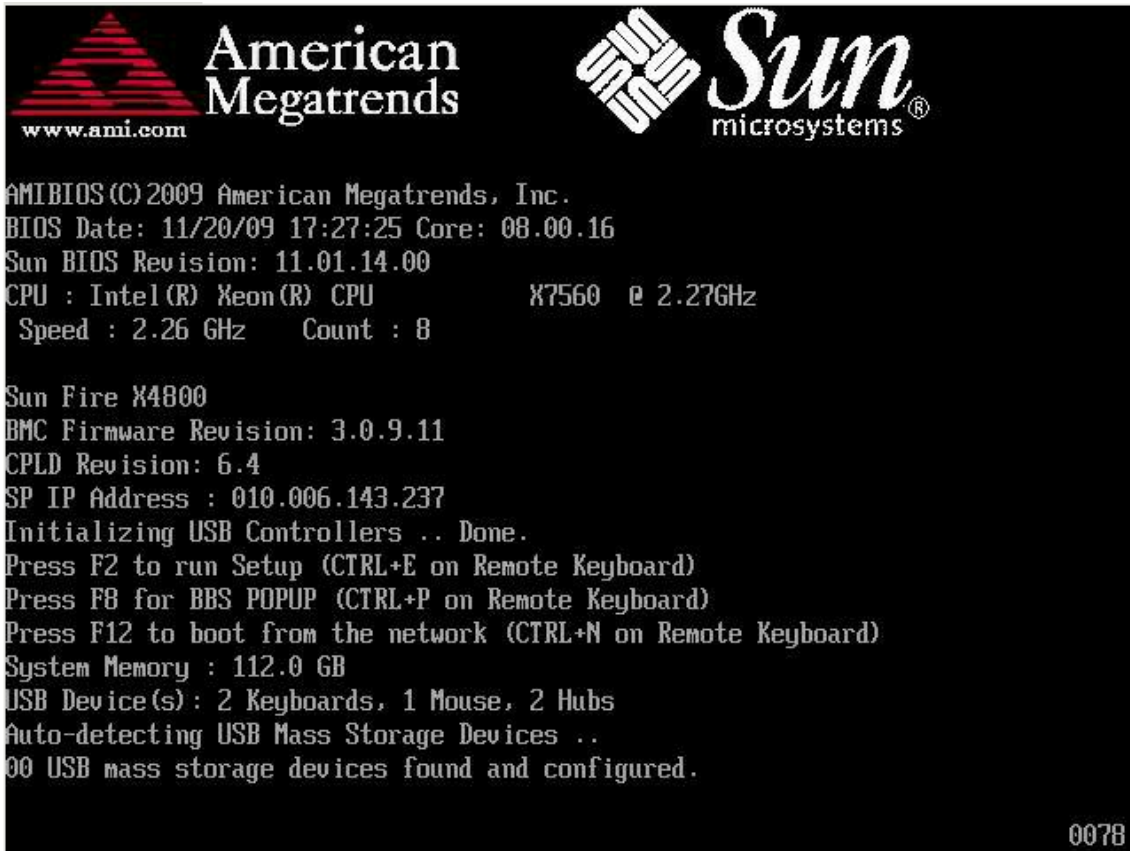 American
Megatrends
www.ami.com
Sun®
microsystems
AMIBIOS(C)2009 American Megatrends, Inc.
BIOS Date: 11/20/09 17:27:25 Core: 08.00.16
Sun BIOS Revision: 11.01.14.00
CPU : Intel(R) Xeon(R) CPU           X7560  @ 2.27GHz
 Speed : 2.26 GHz    Count : 8
Sun Fire X4800
BMC Firmware Revision: 3.0.9.11
CPLD Revision: 6.4
SP IP Address : 010.006.143.237
Initializing USB Controllers .. Done.
Press F2 to run Setup (CTRL+E on Remote Keyboard)
Press F8 for BBS POPUP (CTRL+P on Remote Keyboard)
Press F12 to boot from the network (CTRL+N on Remote Keyboard)
System Memory : 112.0 GB
USB Device(s): 2 Keyboards, 1 Mouse, 2 Hubs
Auto-detecting USB Mass Storage Devices ..
00 USB mass storage devices found and configured.
0078